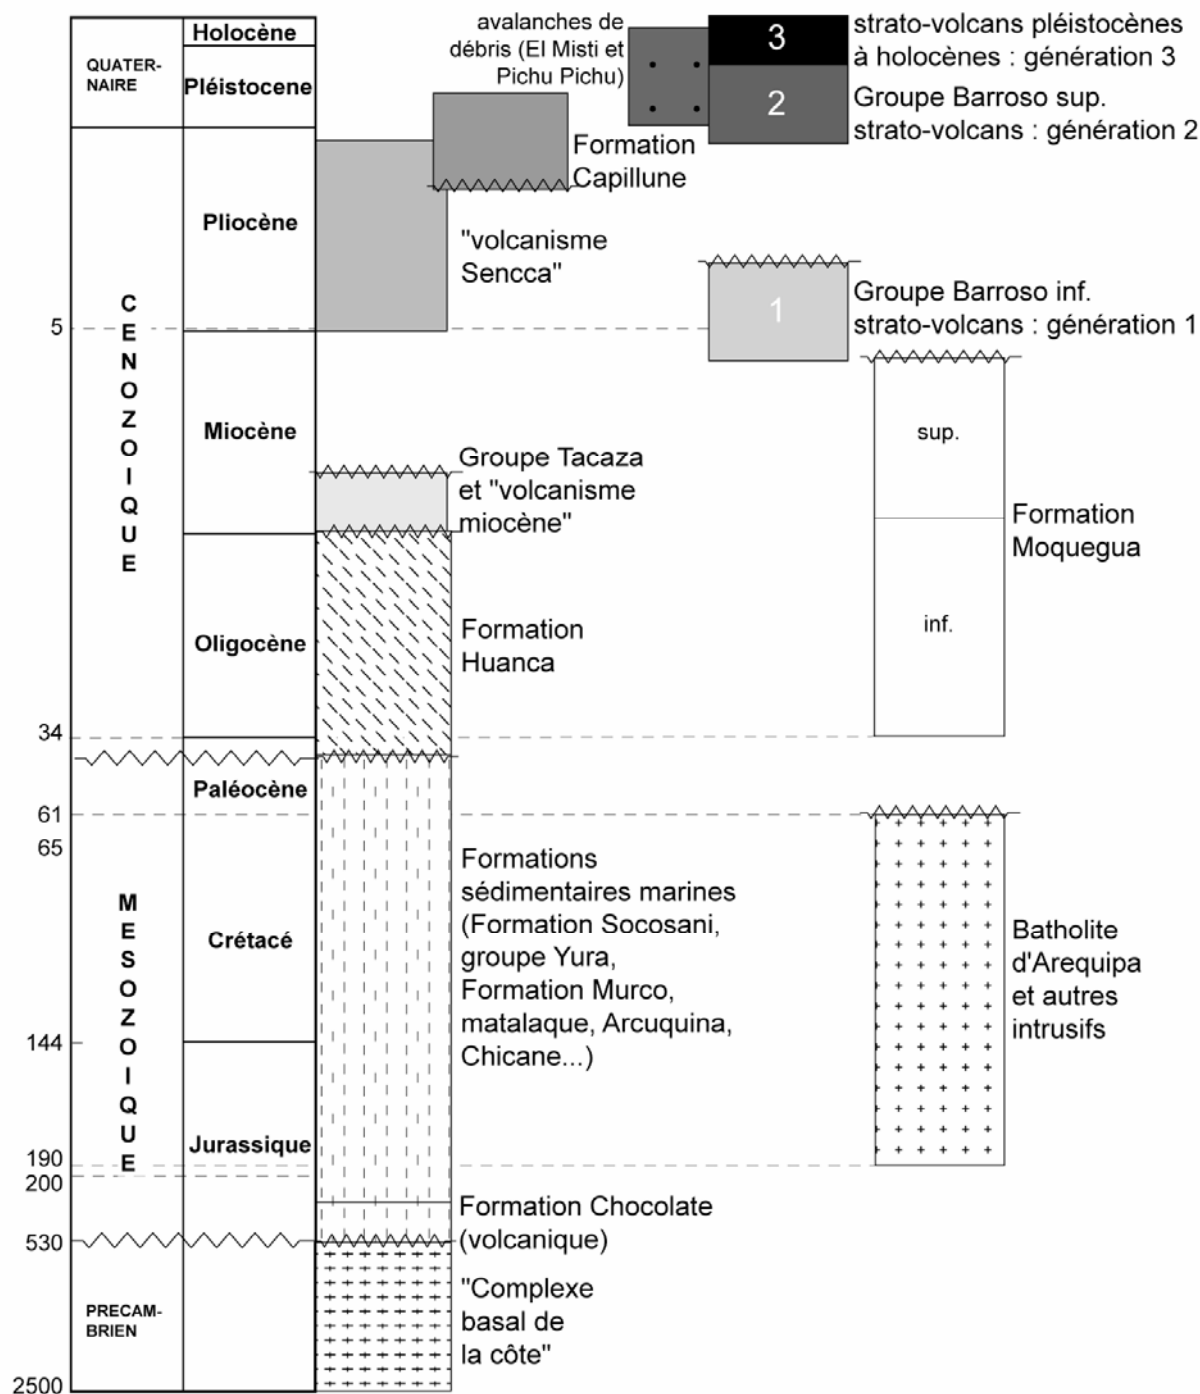 Holocène
QUATER-
NAIRE
Pléistocene
avalanches de
débris (El Misti et
Pichu Pichu)
3
strato-volcans pléistocènes
à holocènes : génération 3
2
Groupe Barroso sup.
strato-volcans : génération 2
Formation
Capillune
Pliocène
"volcanisme
Sencca"
1
Groupe Barroso inf.
strato-volcans : génération 1
5
C
E
N
O
Z
O
I
Q
U
E
Miocène
sup.
Groupe Tacaza
et "volcanisme
miocène"
Formation
Moquegua
inf.
Oligocène
Formation
Huanca
34
Paléocène
61
65
M
E
S
O
Z
O
I
Q
U
E
Crétacé
Formations
sédimentaires marines
(Formation Socosani,
groupe Yura,
Formation Murco,
matalaque, Arcuquina,
Chicane...)
Batholite
d'Arequipa
et autres
intrusifs
144
Jurassique
190
200
Formation Chocolate
(volcanique)
530
PRECAM-
BRIEN
"Complexe
basal de
la côte"
2500